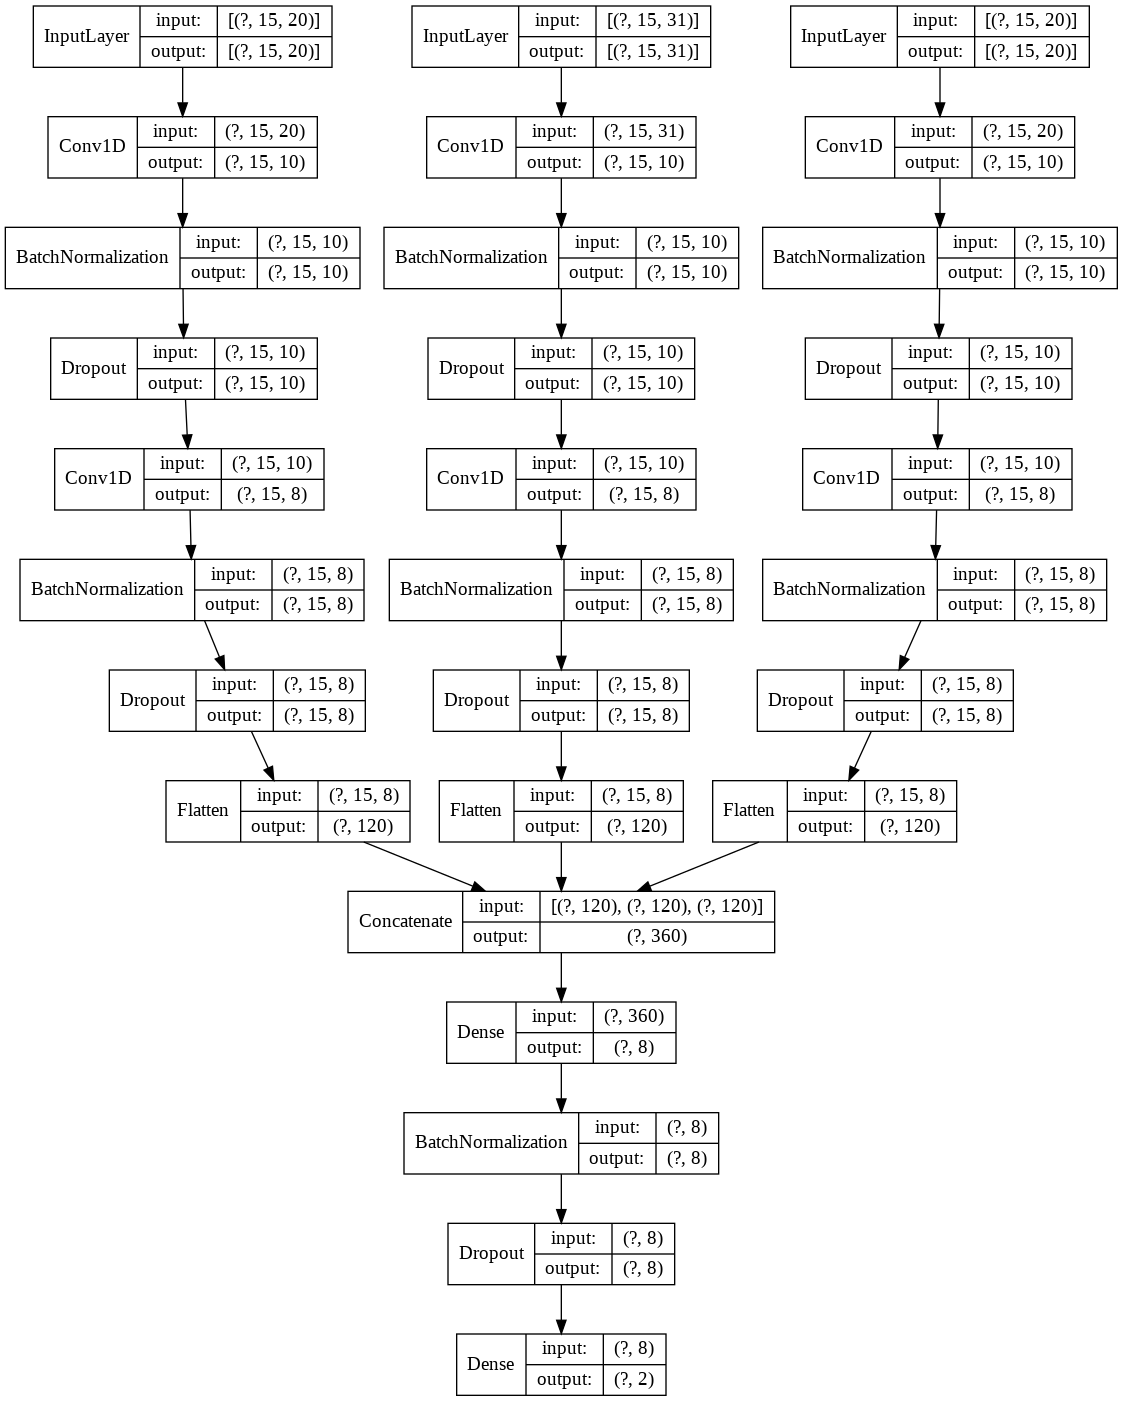 InputLayer input: [(?, 15, 20)]
output: [(?, 15, 20)]
InputLayer input: [(?, 15, 31)]
output: [(?, 15, 31)]
InputLayer input: [(?, 15, 20)]
output: [(?, 15, 20)]
Conv1D input: (?, 15, 20)
output: (?, 15, 10)
Conv1D input: (?, 15, 31)
output: (?, 15, 10)
Conv1D input: (?, 15, 20)
output: (?, 15, 10)
BatchNormalization input: (?, 15, 10)
output: (?, 15, 10)
BatchNormalization input: (?, 15, 10)
output: (?, 15, 10)
BatchNormalization input: (?, 15, 10)
output: (?, 15, 10)
Dropout input: (?, 15, 10)
output: (?, 15, 10)
Dropout input: (?, 15, 10)
output: (?, 15, 10)
Dropout input: (?, 15, 10)
output: (?, 15, 10)
Conv1D input: (?, 15, 10)
output: (?, 15, 8)
Conv1D input: (?, 15, 10)
output: (?, 15, 8)
Conv1D input: (?, 15, 10)
output: (?, 15, 8)
BatchNormalization input: (?, 15, 8)
output: (?, 15, 8)
BatchNormalization input: (?, 15, 8)
output: (?, 15, 8)
BatchNormalization input: (?, 15, 8)
output: (?, 15, 8)
Dropout input: (?, 15, 8)
output: (?, 15, 8)
Dropout input: (?, 15, 8)
output: (?, 15, 8)
Dropout input: (?, 15, 8)
output: (?, 15, 8)
Flatten input: (?, 15, 8)
output: (?, 120)
Flatten input: (?, 15, 8)
output: (?, 120)
Flatten input: (?, 15, 8)
output: (?, 120)
Concatenate input: [(?, 120), (?, 120), (?, 120)]
output: (?, 360)
Dense input: (?, 360)
output: (?, 8)
BatchNormalization input: (?, 8)
output: (?, 8)
Dropout input: (?, 8)
output: (?, 8)
Dense input: (?, 8)
output: (?, 2)